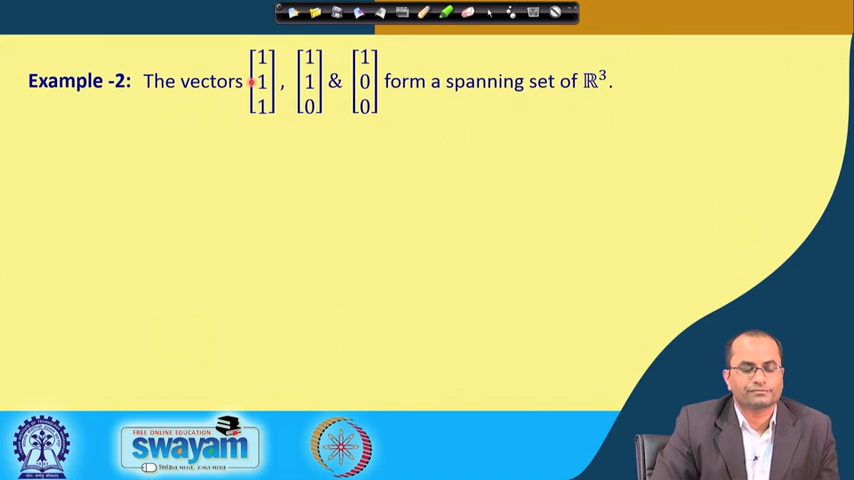 Example -2: The vectors [1 1 1], [1 1 0] & [1 0 0] form a spanning set of ℝ³.
FREE ONLINE EDUCATION
swayam